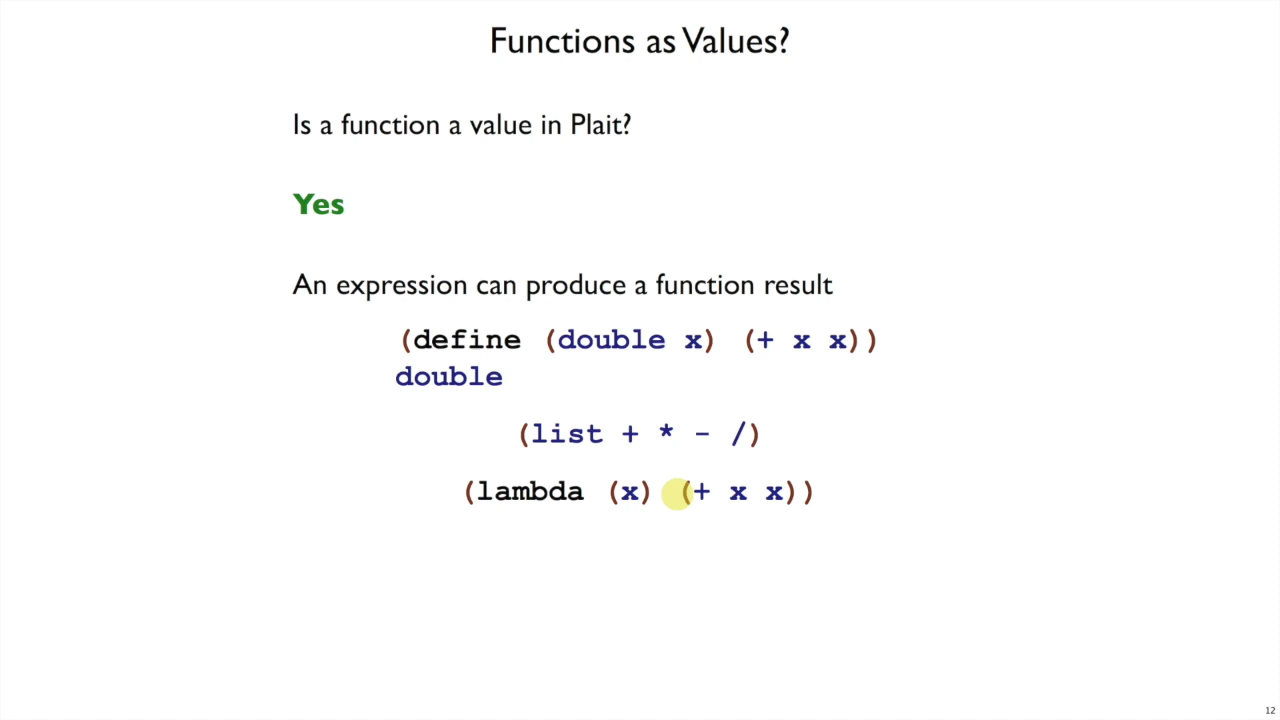 Functions as Values?
Is a function a value in Plait?
Yes
An expression can produce a function result
(define (double x) (+ x x))
double
(list + * - /)
(lambda (x) (+ x x))
12